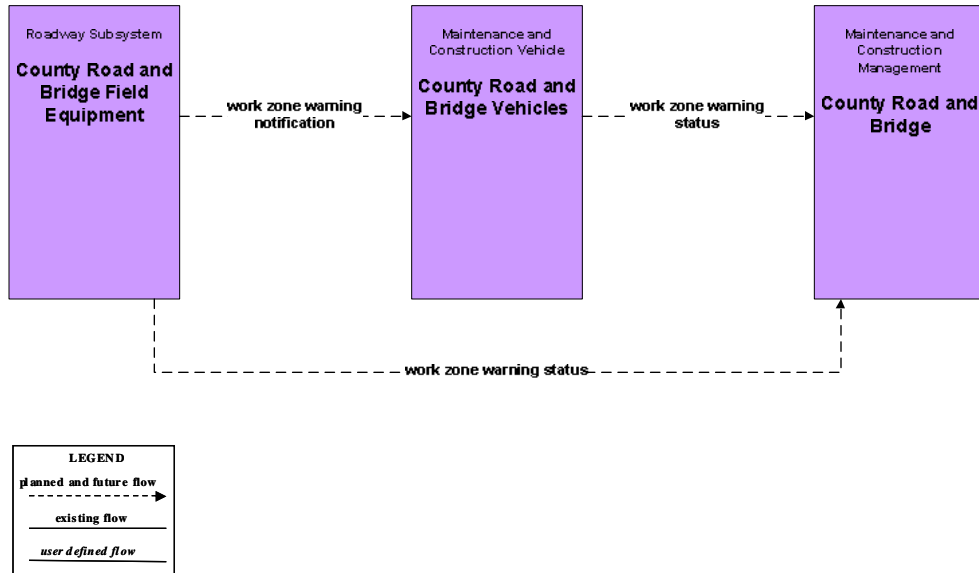 Roadway Subsystem
County Road and
Bridge Field
Equipment
work zone warning
notification
Maintenance and
Construction Vehicle
County Road and
Bridge Vehicles
work zone warning
status
Maintenance and
Construction
Management
County Road and
Bridge
work zone warning status
LEGEND
planned and future flow
existing flow
user defined flow